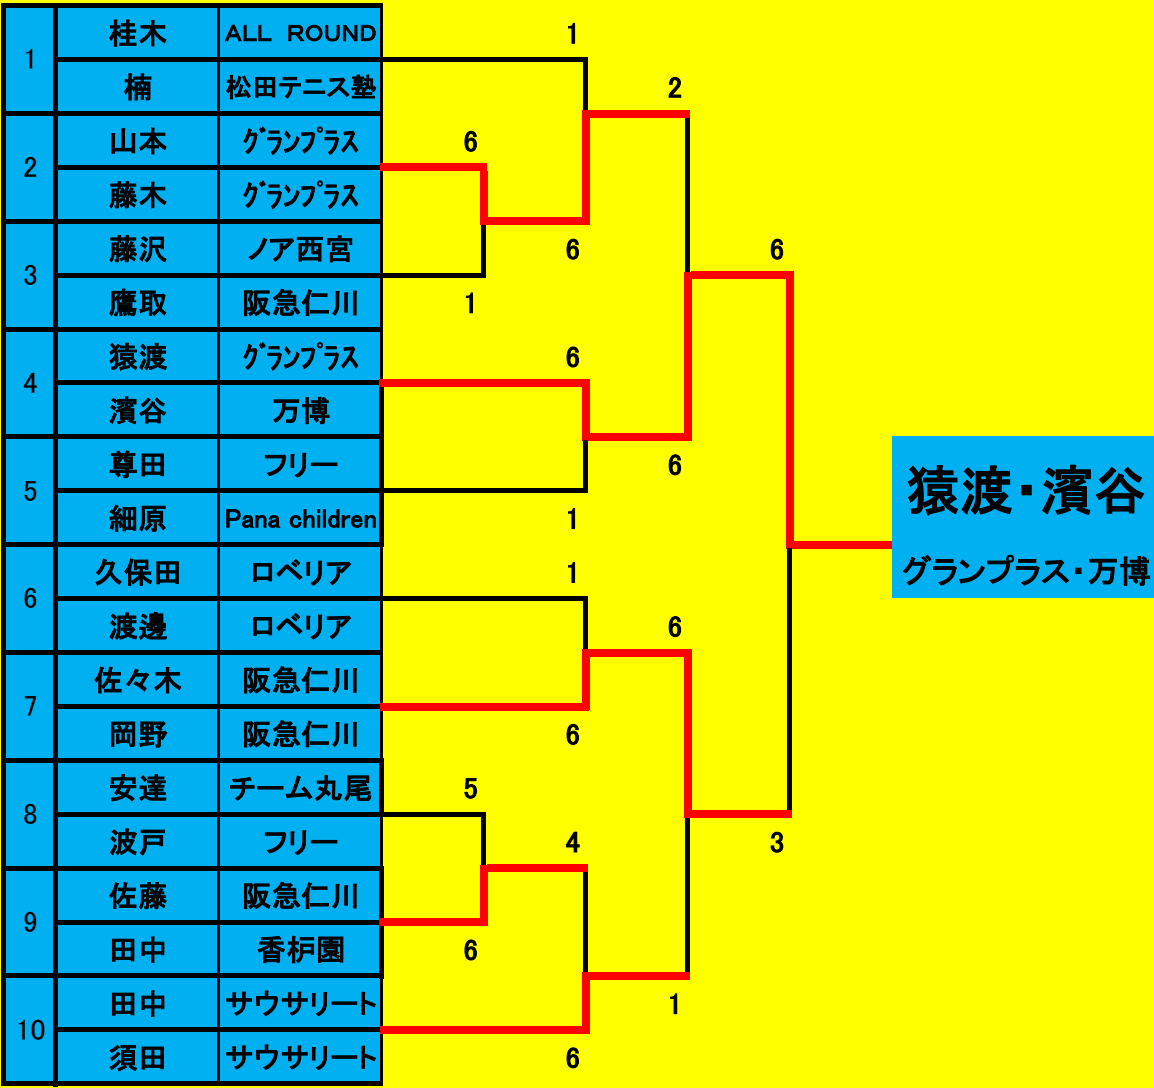 1
桂木 ALL ROUND
楠 松田テニス塾
2
山本 グランプラス
藤木 グランプラス
3
藤沢 ノア西宮
鷹取 阪急仁川
4
猿渡 グランプラス
濱谷 万博
5
尊田 フリー
細原 Pana children
6
久保田 ロベリア
渡邊 ロベリア
7
佐々木 阪急仁川
岡野 阪急仁川
8
安達 チーム丸尾
波戸 フリー
9
佐藤 阪急仁川
田中 香枦園
10
田中 サウサリート
須田 サウサリート
1
2
6
6
6
1
6
6
1
1
6
6
5
4
3
6
1
6
猿渡・濱谷
グランプラス・万博